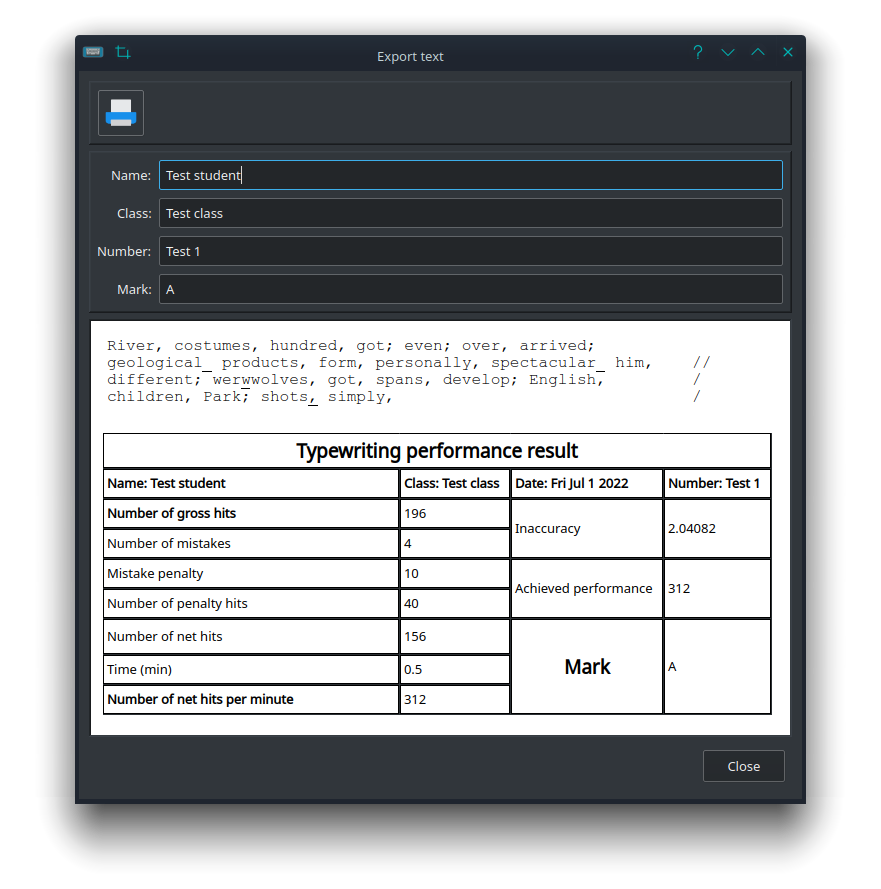 Export text
Name: Test student
Class: Test class
Number: Test 1
Mark: A
River, costumes, hundred, got; even; over, arrived;
geological_ products, form, personally, spectacular_ him, //
different; werwwolves, got, spans, develop; English, /
children, Park; shots, simply, /
Typewriting performance result
Name: Test student Class: Test class Date: Fri Jul 1 2022 Number: Test 1
Number of gross hits 196
Inaccuracy 2.04082
Number of mistakes 4
Mistake penalty 10
Achieved performance 312
Number of penalty hits 40
Number of net hits 156
Mark A
Time (min) 0.5
Number of net hits per minute 312
Close